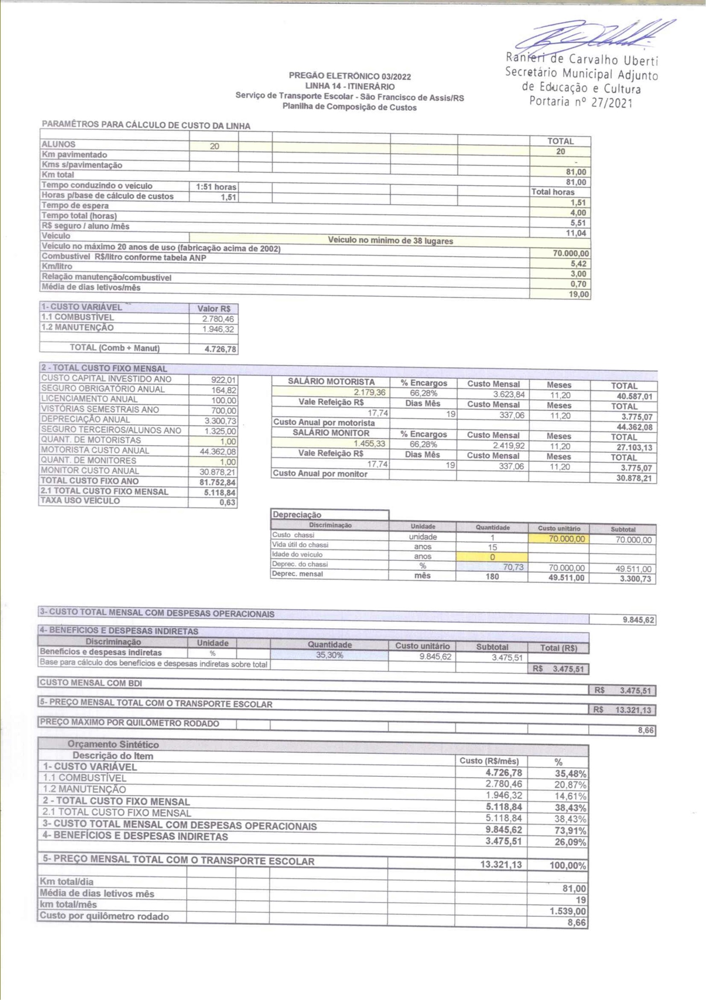 Ranieri de Carvalho Uberti
Secretário Municipal Adjunto
de Educação e Cultura
Portaria nº 27/2021
PREGÃO ELETRÔNICO 03/2022
LINHA 14 - ITINERÁRIO
Serviço de Transporte Escolar - São Francisco de Assis/RS
Planilha de Composição de Custos
PARAMÊTROS PARA CÁLCULO DE CUSTO DA LINHA
TOTAL
ALUNOS 20 20
Km pavimentado -
Kms s/pavimentação 81,00
Km total 81,00
Tempo conduzindo o veículo 1:51 horas Total horas
Horas p/base de cálculo de custos 1,51 1,51
Tempo de espera 4,00
Tempo total (horas) 5,51
R$ seguro / aluno /mês 11,04
Veículo Veículo no mínimo de 38 lugares
Veículo no máximo 20 anos de uso (fabricação acima de 2002) 70.000,00
Combustível R$/litro conforme tabela ANP 5,42
Km/litro 3,00
Relação manutenção/combustível 0,70
Média de dias letivos/mês 19,00
1- CUSTO VARIÁVEL Valor R$
1.1 COMBUSTÍVEL 2.780,46
1.2 MANUTENÇÃO 1.946,32
TOTAL (Comb + Manut) 4.726,78
2 - TOTAL CUSTO FIXO MENSAL
CUSTO CAPITAL INVESTIDO ANO 922,01 SALÁRIO MOTORISTA % Encargos Custo Mensal Meses TOTAL
SEGURO OBRIGATÓRIO ANUAL 164,82 2.179,36 66,28% 3.623,84 11,20 40.587,01
LICENCIAMENTO ANUAL 100,00 Vale Refeição R$ Dias Mês Custo Mensal Meses TOTAL
VISTÓRIAS SEMESTRAIS ANO 700,00 17,74 19 337,06 11,20 3.775,07
DEPRECIAÇÃO ANUAL 3.300,73 Custo Anual por motorista 44.362,08
SEGURO TERCEIROS/ALUNOS ANO 1.325,00 SALÁRIO MONITOR % Encargos Custo Mensal Meses TOTAL
QUANT. DE MOTORISTAS 1,00 1.455,33 66,28% 2.419,92 11,20 27.103,13
MOTORISTA CUSTO ANUAL 44.362,08 Vale Refeição R$ Dias Mês Custo Mensal Meses TOTAL
QUANT. DE MONITORES 1,00 17,74 19 337,06 11,20 3.775,07
MONITOR CUSTO ANUAL 30.878,21 Custo Anual por monitor 30.878,21
TOTAL CUSTO FIXO ANO 81.752,84
2.1 TOTAL CUSTO FIXO MENSAL 5.118,84
TAXA USO VEÍCULO 0,63
Depreciação
Discriminação Unidade Quantidade Custo unitário Subtotal
Custo chassi unidade 1 70.000,00 70.000,00
Vida útil do chassi anos 15
Idade do veículo anos 0
Deprec. do chassi % 70,73 70.000,00 49.511,00
Deprec. mensal mês 180 49.511,00 3.300,73
3- CUSTO TOTAL MENSAL COM DESPESAS OPERACIONAIS 9.845,62
4- BENEFÍCIOS E DESPESAS INDIRETAS
Discriminação Unidade Quantidade Custo unitário Subtotal Total (R$)
Benefícios e despesas indiretas % 35,30% 9.845,62 3.475,51
Base para cálculo dos benefícios e despesas indiretas sobre total R$ 3.475,51
CUSTO MENSAL COM BDI R$ 3.475,51
5- PREÇO MENSAL TOTAL COM O TRANSPORTE ESCOLAR R$ 13.321,13
PREÇO MÁXIMO POR QUILÔMETRO RODADO 8,66
Orçamento Sintético
Descrição do Item Custo (R$/mês) %
1- CUSTO VARIÁVEL 4.726,78 35,48%
1.1 COMBUSTÍVEL 2.780,46 20,87%
1.2 MANUTENÇÃO 1.946,32 14,61%
2 - TOTAL CUSTO FIXO MENSAL 5.118,84 38,43%
2.1 TOTAL CUSTO FIXO MENSAL 5.118,84 38,43%
3- CUSTO TOTAL MENSAL COM DESPESAS OPERACIONAIS 9.845,62 73,91%
4- BENEFÍCIOS E DESPESAS INDIRETAS 3.475,51 26,09%
5- PREÇO MENSAL TOTAL COM O TRANSPORTE ESCOLAR 13.321,13 100,00%
Km total/dia 81,00
Média de dias letivos mês 19
km total/mês 1.539,00
Custo por quilômetro rodado 8,66